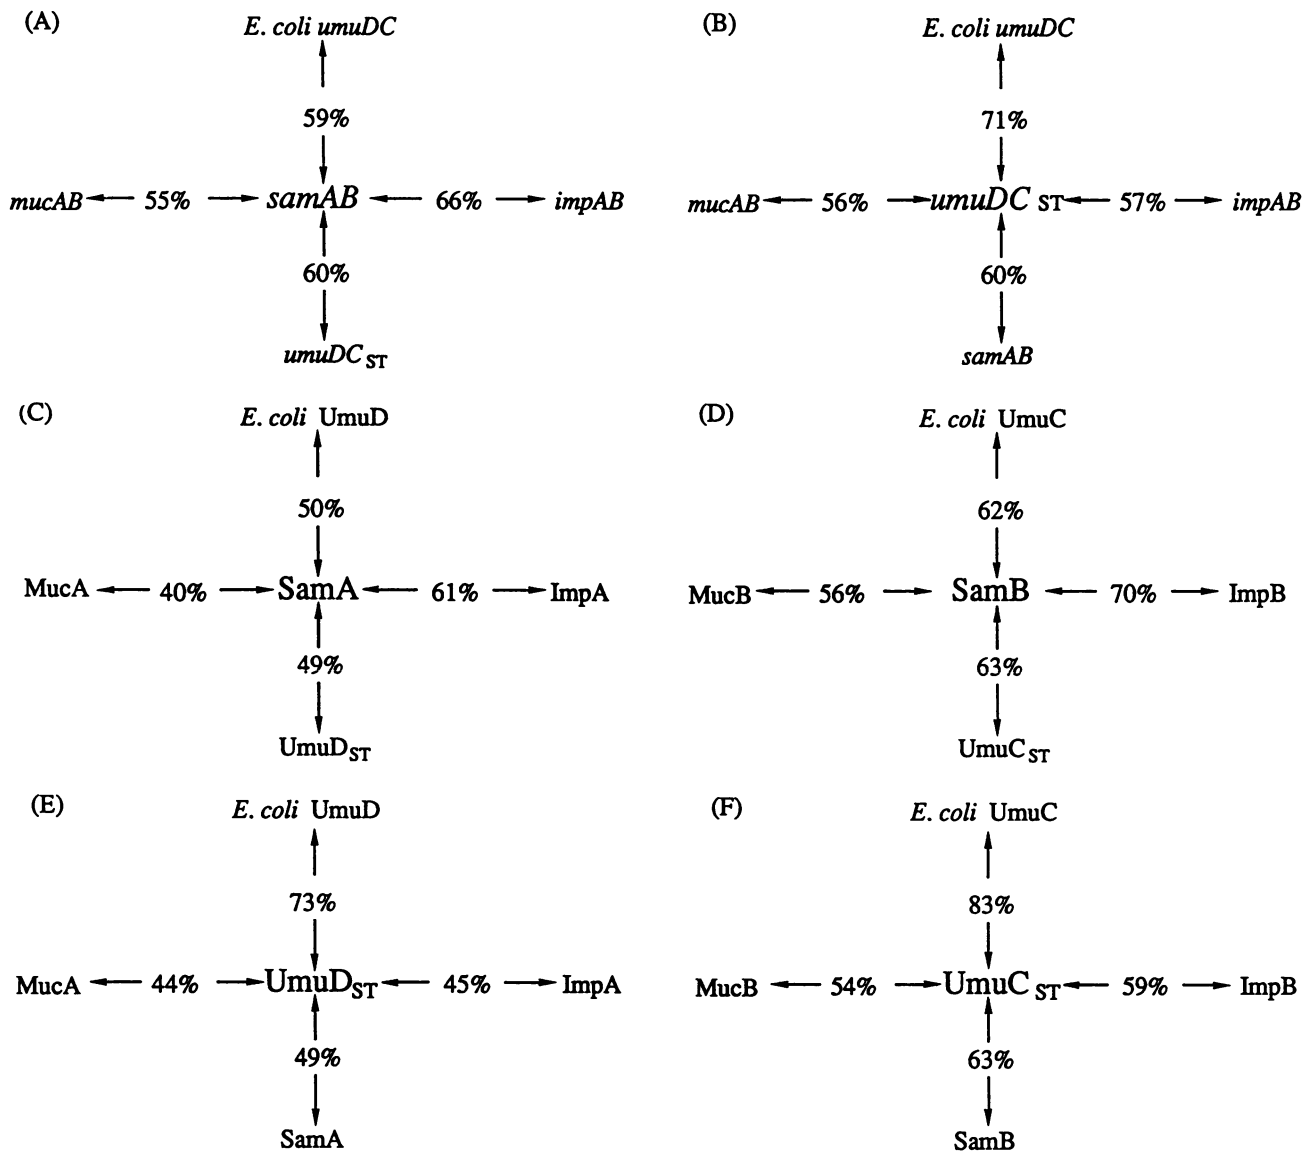 (A)
E. coli umuDC
59%
mucAB 55% samAB 66% impAB
60%
umuDC ST
(B)
E. coli umuDC
71%
mucAB 56% umuDC ST 57% impAB
60%
samAB
(C)
E. coli UmuD
50%
MucA 40% SamA 61% ImpA
49%
UmuD ST
(D)
E. coli UmuC
62%
MucB 56% SamB 70% ImpB
63%
UmuC ST
(E)
E. coli UmuD
73%
MucA 44% UmuD ST 45% ImpA
49%
SamA
(F)
E. coli UmuC
83%
MucB 54% UmuC ST 59% ImpB
63%
SamB